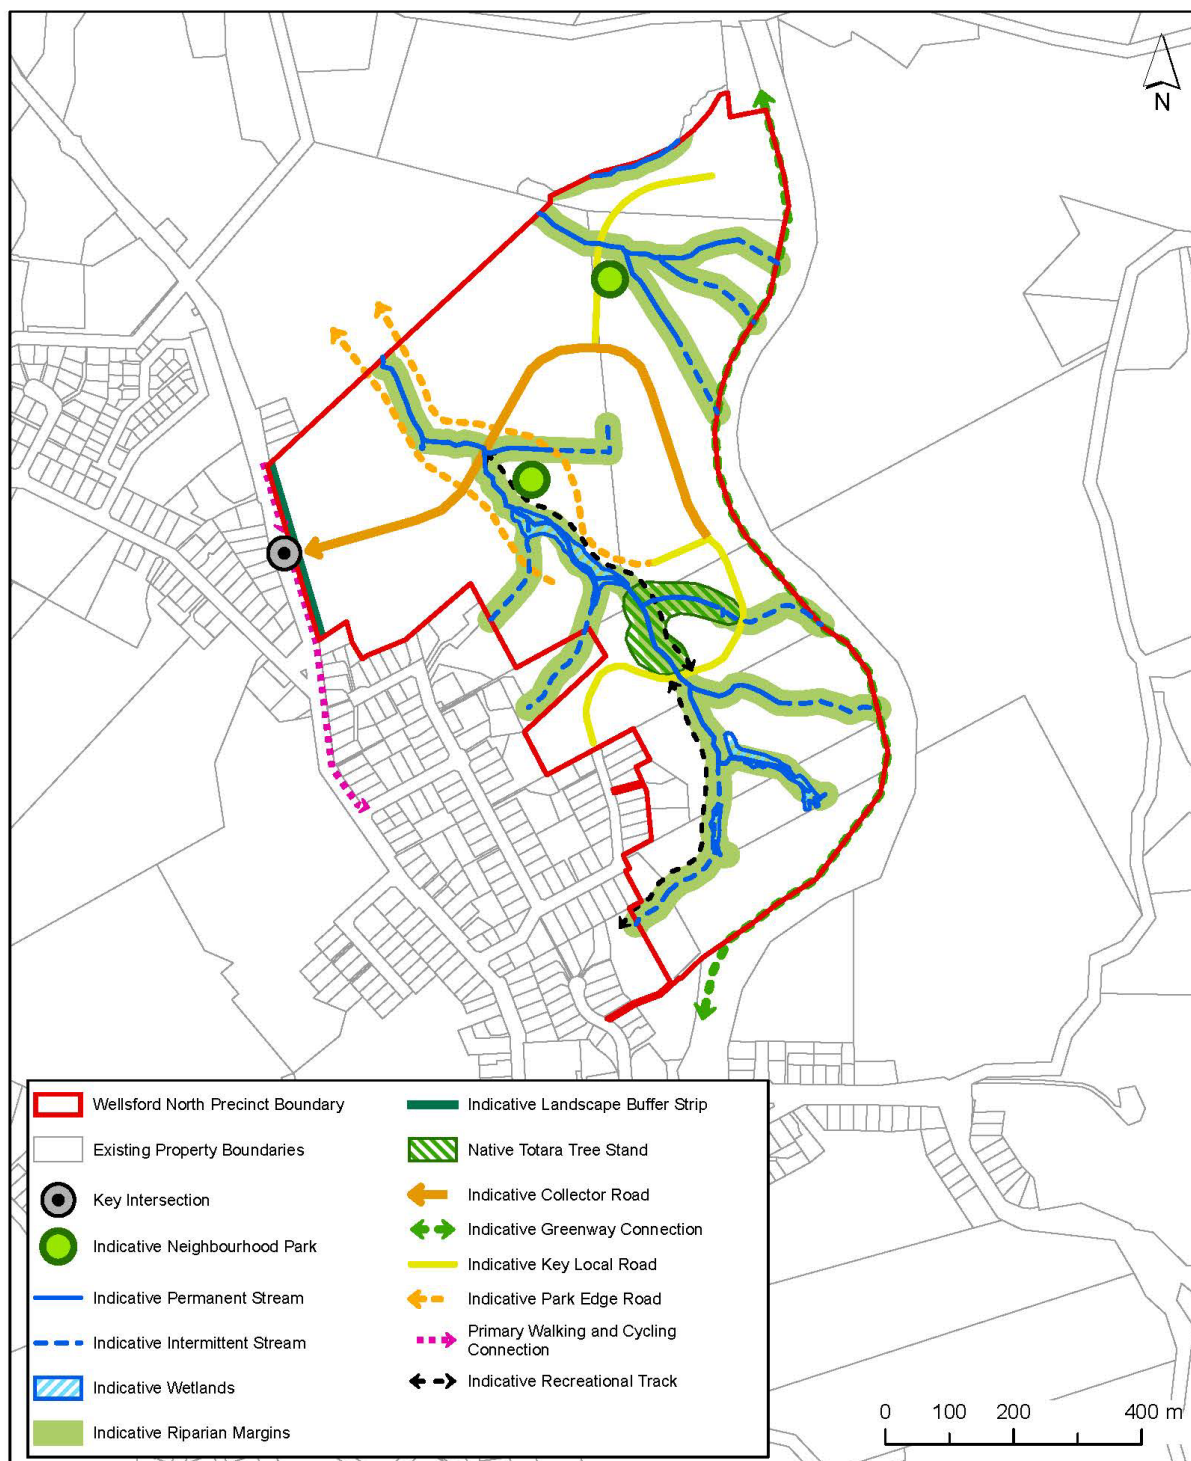 N
Wellsford North Precinct Boundary
Existing Property Boundaries
Key Intersection
Indicative Neighbourhood Park
Indicative Permanent Stream
Indicative Intermittent Stream
Indicative Wetlands
Indicative Riparian Margins
Indicative Landscape Buffer Strip
Native Totara Tree Stand
Indicative Collector Road
Indicative Greenway Connection
Indicative Key Local Road
Indicative Park Edge Road
Primary Walking and Cycling
Connection
Indicative Recreational Track
0 100 200 400 m